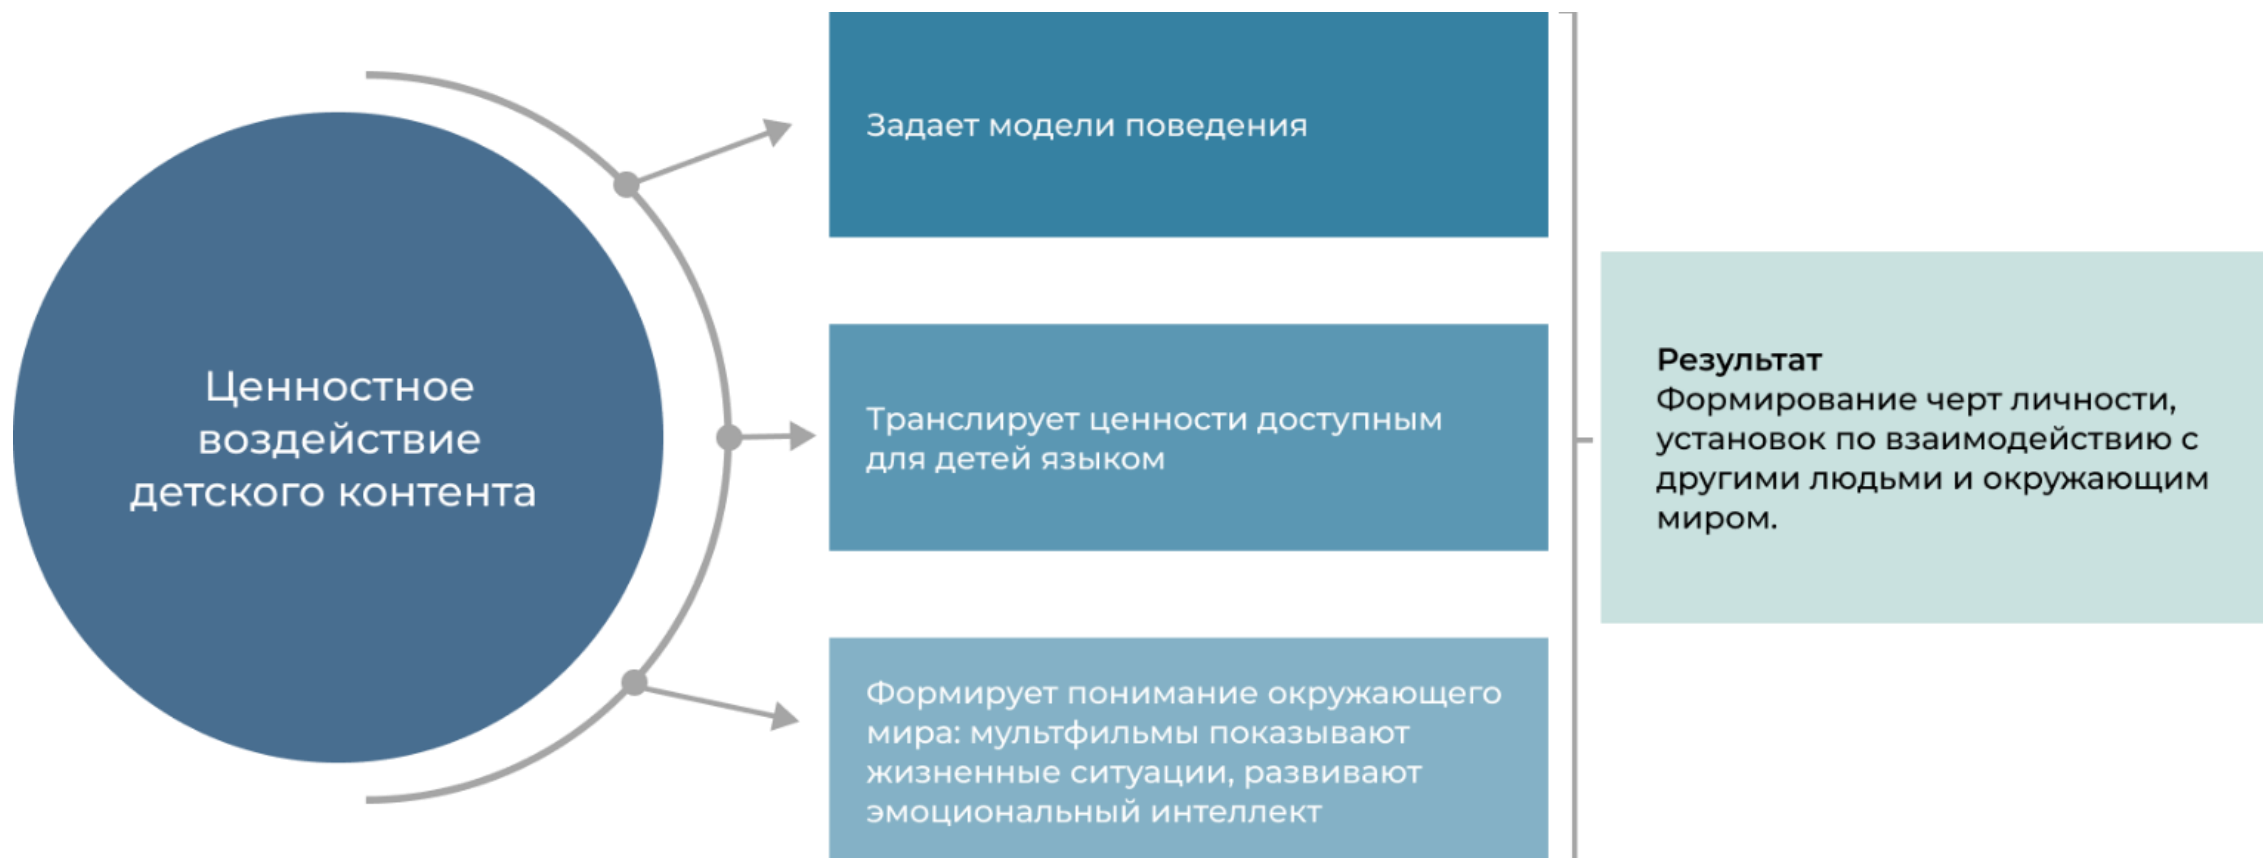 Ценностное
воздействие
детского контента
Задает модели поведения
Транслирует ценности доступным
для детей языком
Формирует понимание окружающего
мира: мультфильмы показывают
жизненные ситуации, развивают
эмоциональный интеллект
Результат
Формирование черт личности,
установок по взаимодействию с
другими людьми и окружающим
миром.